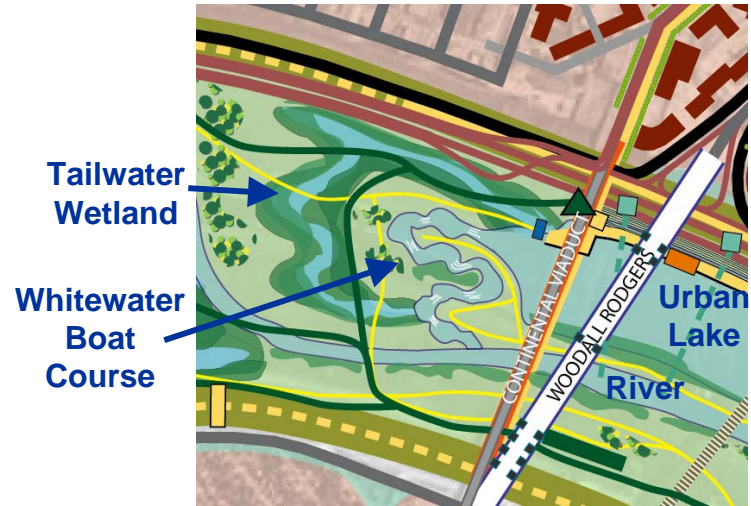 Tailwater
Wetland
Whitewater
Boat
Course
CONTINENTAL VIADUCT
WOODALL RODGERS
Urban
Lake
River